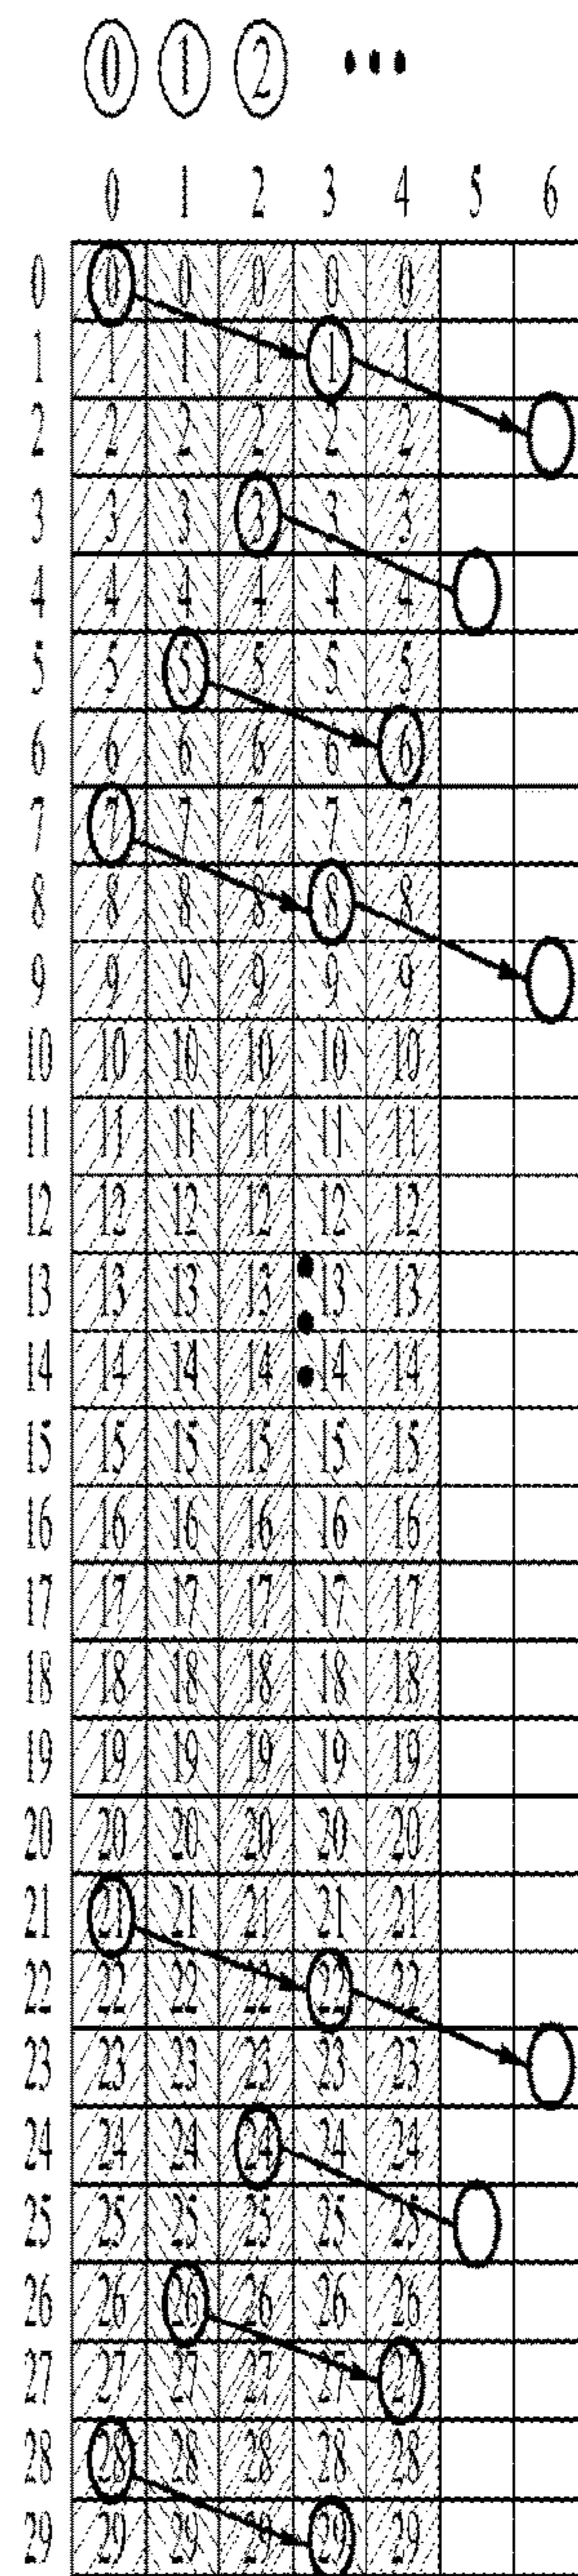 0 1 2 •••
0 1 2 3 4 5 6
0 0 0 0 0 0
1 1 1 1 1 1
2 2 2 2 2 2
3 3 3 3 3 3
4 4 4 4 4 4
5 5 5 5 5 5
6 6 6 6 6 6
7 7 7 7 7 7
8 8 8 8 8 8
9 9 9 9 9 9
10 10 10 10 10 10
11 11 11 11 11 11
12 12 12 12 12 12
13 13 13 13 13 13
14 14 14 14 14 14
15 15 15 15 15 15
16 16 16 16 16 16
17 17 17 17 17 17
18 18 18 18 18 18
19 19 19 19 19 19
20 20 20 20 20 20
21 21 21 21 21 21
22 22 22 22 22 22
23 23 23 23 23 23
24 24 24 24 24 24
25 25 25 25 25 25
26 26 26 26 26 26
27 27 27 27 27 27
28 28 28 28 28 28
29 29 29 29 29 29